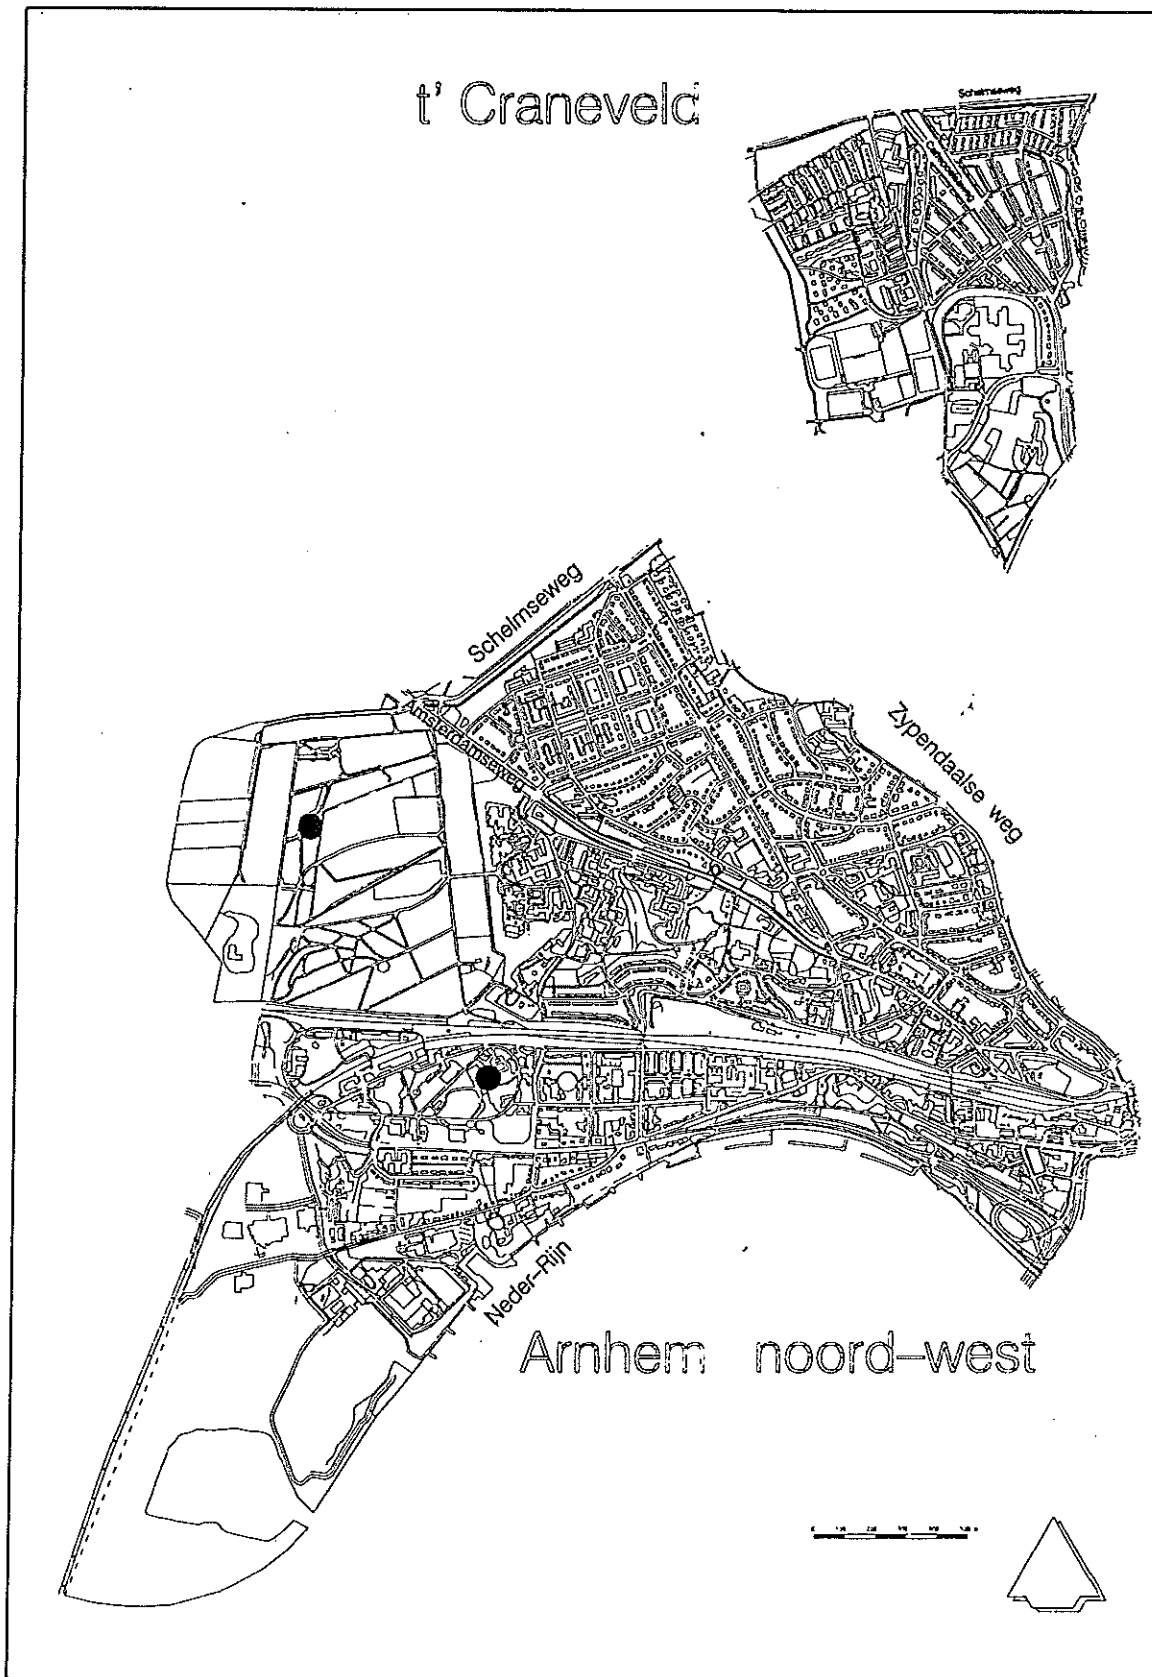 t' Craneveld
Schelmseweg
Schelmseweg
Amsterdamseweg
Zypendaalse weg
Neder-Rijn
Arnhem noord-west